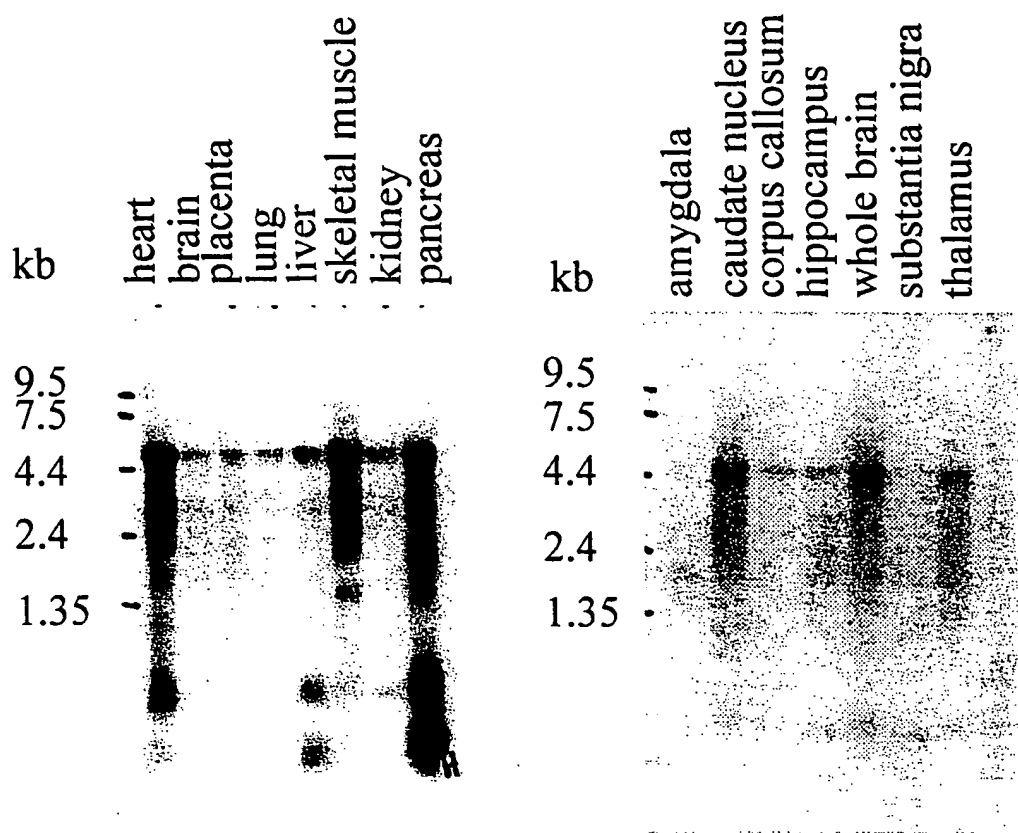 kb
heart
brain
placenta
lung
liver
skeletal muscle
kidney
pancreas
9.5
7.5
4.4
2.4
1.35
kb
amygdala
caudate nucleus
corpus callosum
hippocampus
whole brain
substantia nigra
thalamus
9.5
7.5
4.4
2.4
1.35